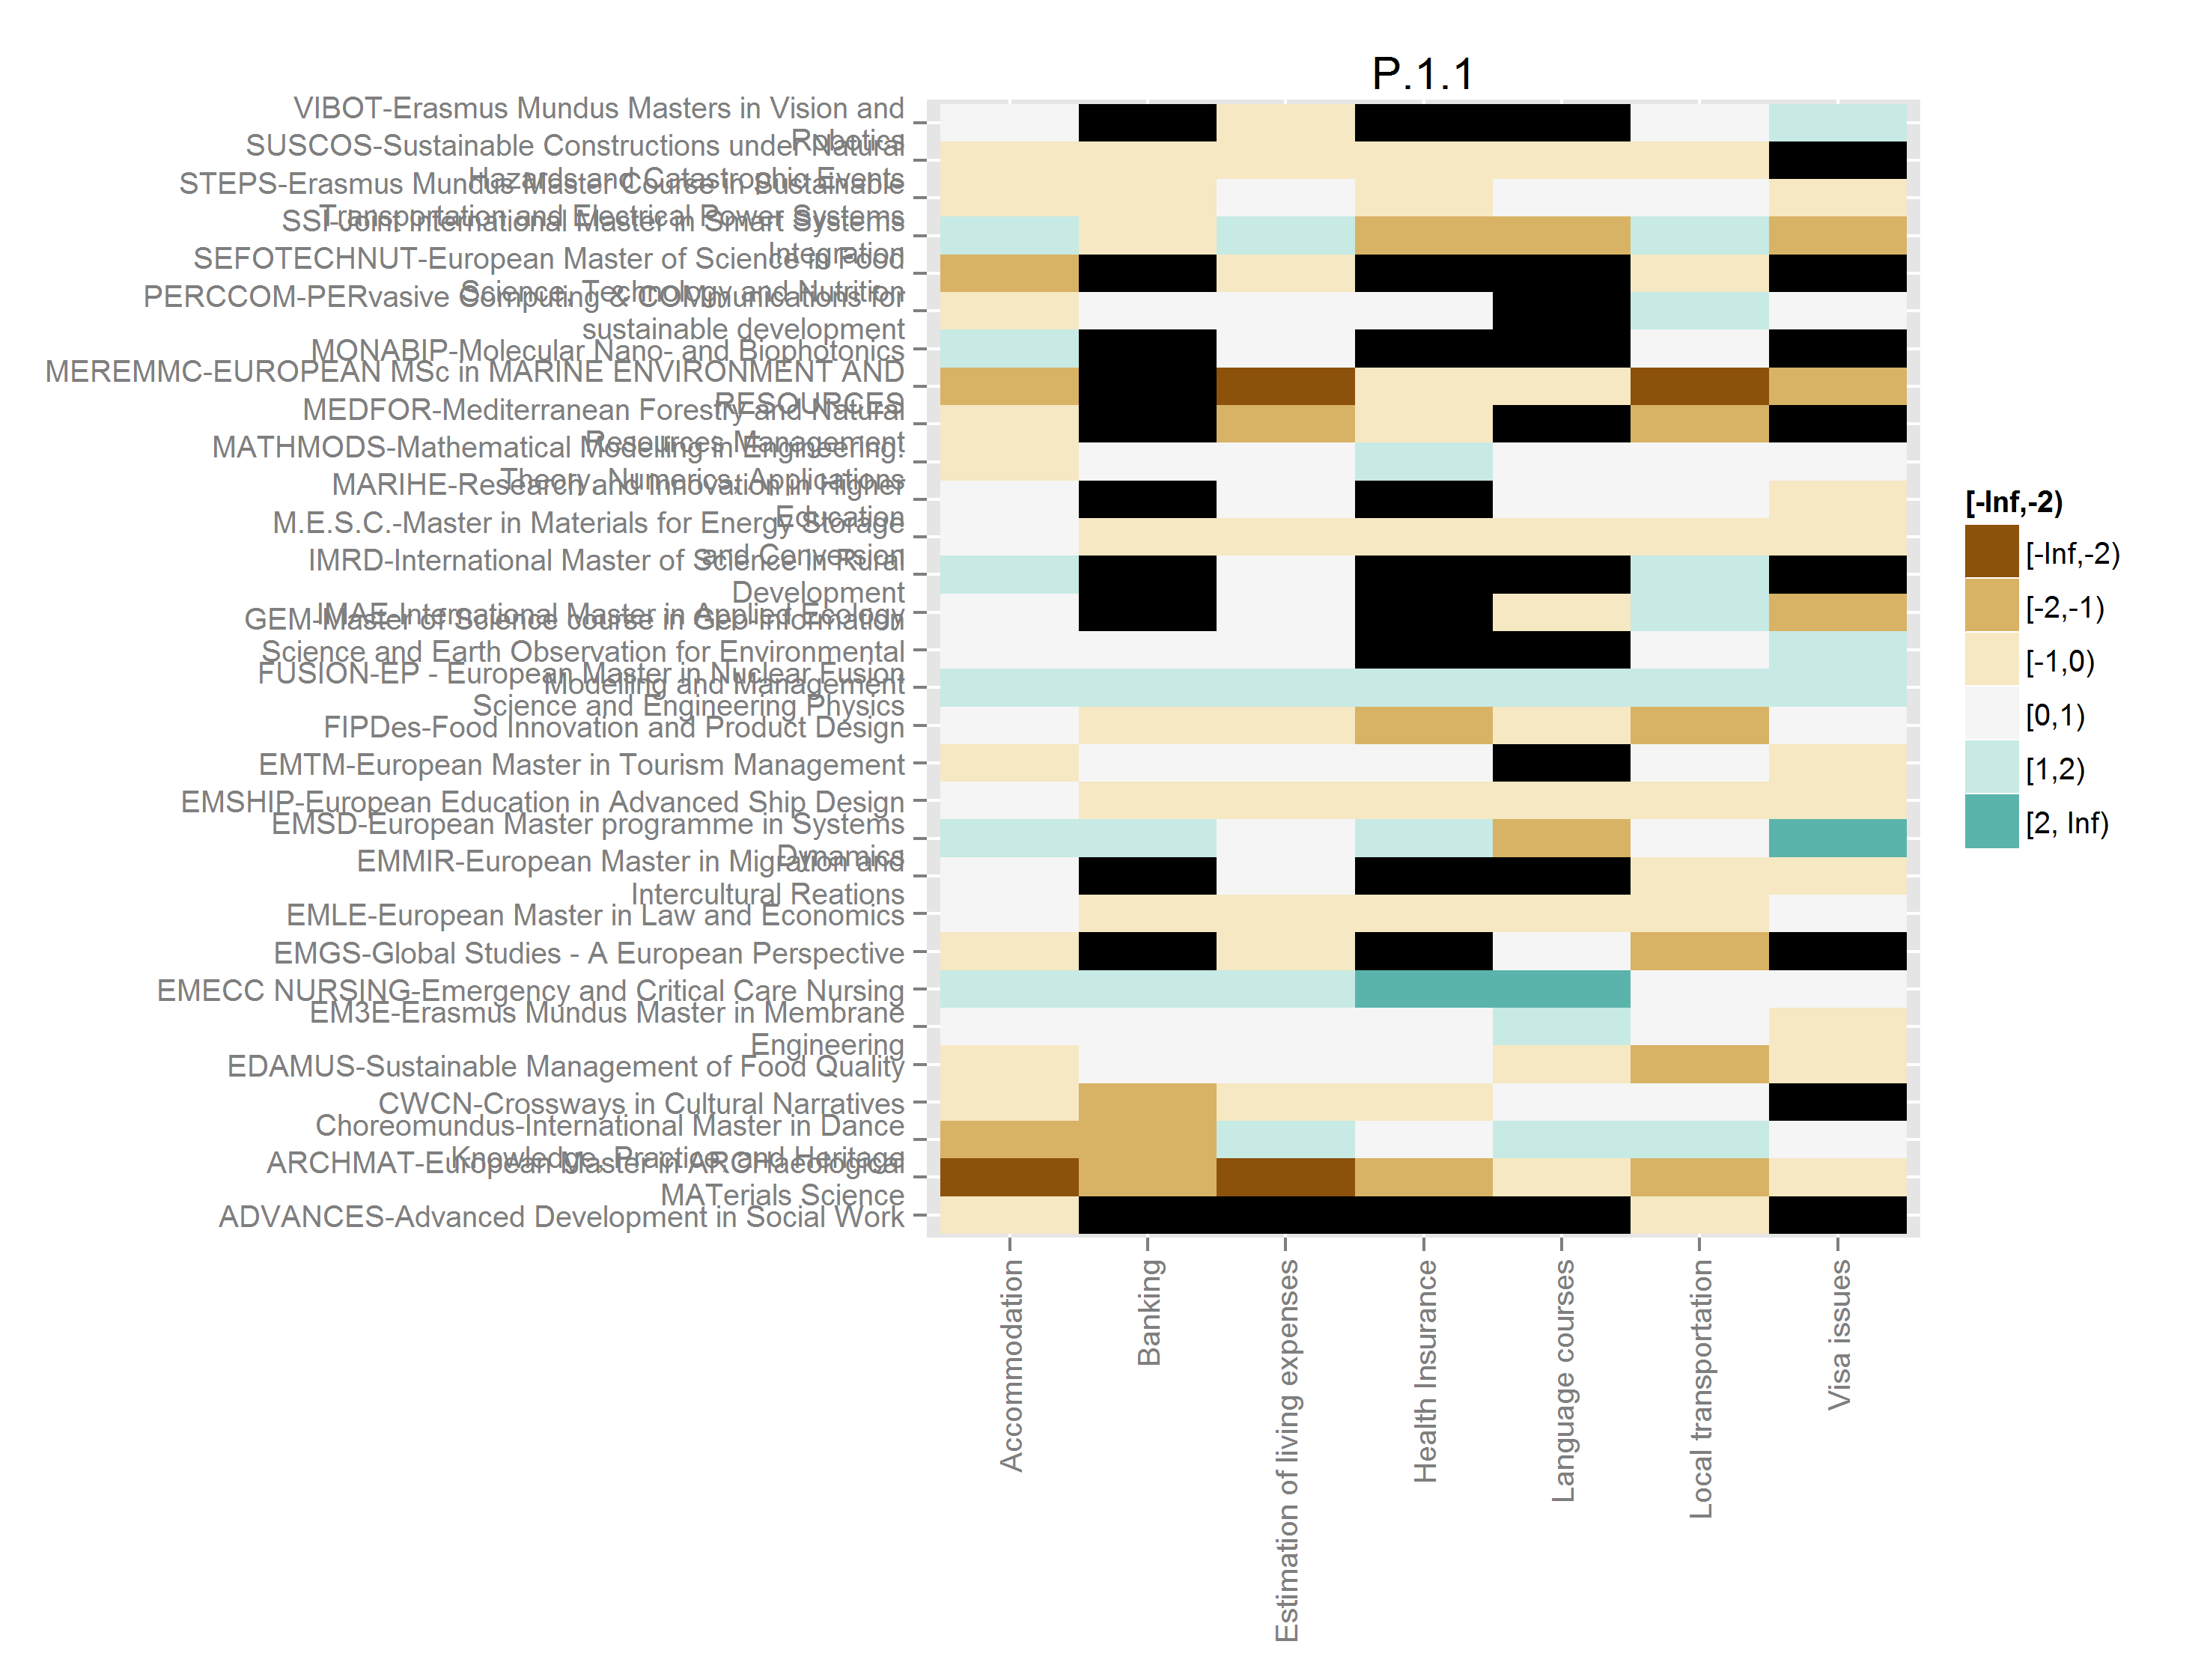 P.1.1
VIBOT-Erasmus Mundus Masters in Vision and
Robotics
SUSCOS-Sustainable Constructions under Natural
Hazards and Catastrophic Events
STEPS-Erasmus Mundus Master Course in Sustainable
Transportation and Electrical Power Systems
SSI-Joint International Master in Smart Systems
Integration
SEFOTECHNUT-European Master of Science in Food
Science, Technology and Nutrition
PERCCOM-PERvasive Computing & COMmunications for
sustainable development
MONABIP-Molecular Nano- and Biophotonics
MEREMMC-EUROPEAN MSc in MARINE ENVIRONMENT AND
RESOURCES
MEDFOR-Mediterranean Forestry and Natural
Resources Management
MATHMODS-Mathematical Modelling in Engineering:
Theory, Numerics, Applications
MARIHE-Research and Innovation in Higher
Education
M.E.S.C.-Master in Materials for Energy Storage
and Conversion
IMRD-International Master of Science in Rural
Development
IMAE-International Master in Applied Ecology
GEM-Master of Science course in Geo-information
Science and Earth Observation for Environmental
Modelling and Management
FUSION-EP - European Master in Nuclear Fusion
Science and Engineering Physics
FIPDes-Food Innovation and Product Design
EMTM-European Master in Tourism Management
EMSHIP-European Education in Advanced Ship Design
EMSD-European Master programme in Systems
Dynamics
EMMIR-European Master in Migration and
Intercultural Reations
EMLE-European Master in Law and Economics
EMGS-Global Studies - A European Perspective
EMECC NURSING-Emergency and Critical Care Nursing
EM3E-Erasmus Mundus Master in Membrane
Engineering
EDAMUS-Sustainable Management of Food Quality
CWCN-Crossways in Cultural Narratives
Choreomundus-International Master in Dance
Knowledge, Practice, and Heritage
ARCHMAT-European Master in ARCHaeological
MATerials Science
ADVANCES-Advanced Development in Social Work
Accommodation
Banking
Estimation of living expenses
Health Insurance
Language courses
Local transportation
Visa issues
[-Inf,-2)
[-Inf,-2)
[-2,-1)
[-1,0)
[0,1)
[1,2)
[2, Inf)